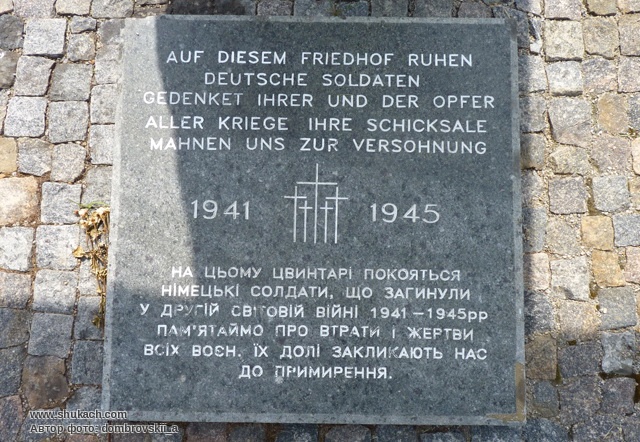 AUF DIESEM FRIEDHOF RUHEN
DEUTSCHE SOLDATEN
GEDENKET IHRER UND DER OPFER
ALLER KRIEGE IHRE SCHICKSALE
MAHNEN UNS ZUR VERSOHNUNG
1941 1945
НА ЦЬОМУ ЦВИНТАРІ ПОКОЯТЬСЯ
НІМЕЦЬКІ СОЛДАТИ, ЩО ЗАГИНУЛИ
У ДРУГІЙ СВІТОВІЙ ВІЙНІ 1941–1945рр
ПАМ'ЯТАЙМО ПРО ВТРАТИ І ЖЕРТВИ
ВСІХ ВОЄН. ЇХ ДОЛІ ЗАКЛИКАЮТЬ НАС
ДО ПРИМИРЕННЯ.
www.shukach.com
Автор фото: dombrovskii_a